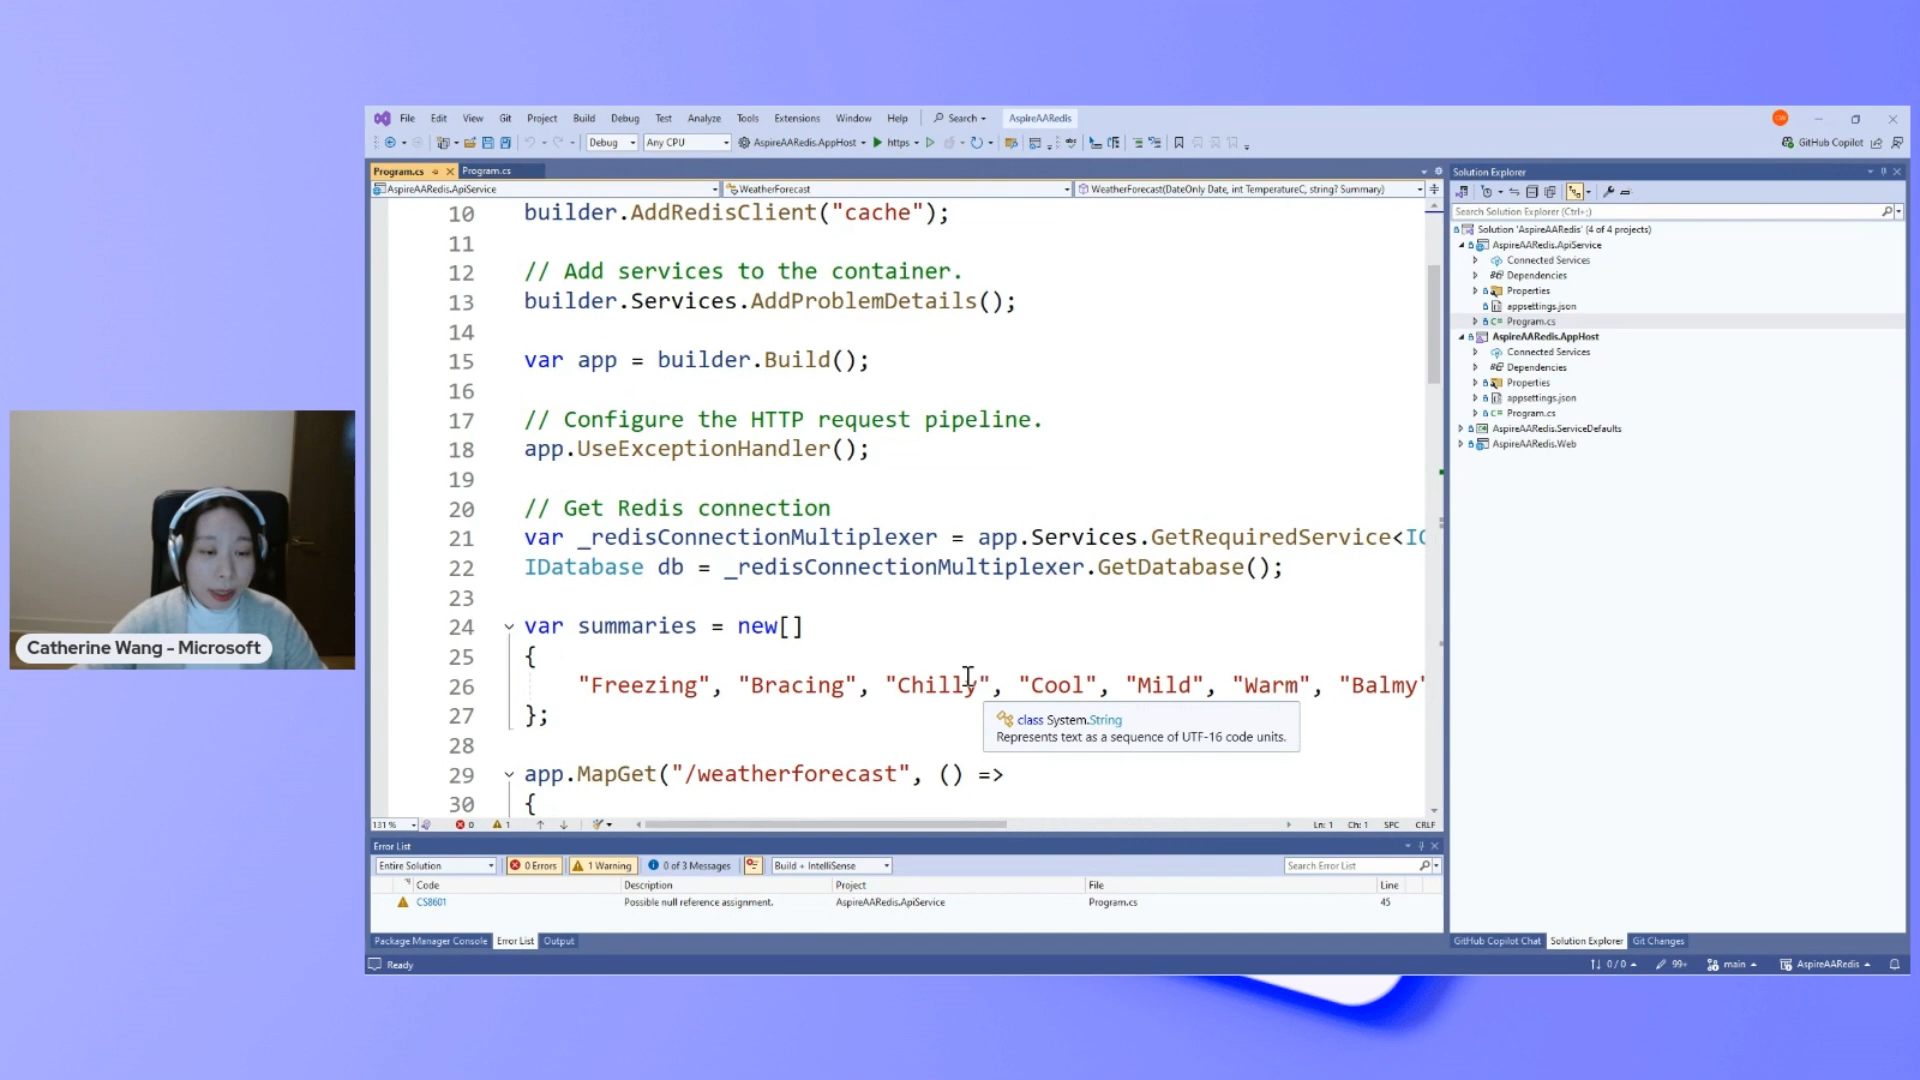 File Edit View Git Project Build Debug Test Analyze Tools Extensions Window Help Search AspireAARedis
Debug Any CPU AspireAARedis.AppHost https GitHub Copilot
Program.cs Program.cs
AspireAARedis.ApiService WeatherForecast WeatherForecast(DateOnly Date, int TemperatureC, string? Summary)
10 builder.AddRedisClient("cache");
11
12 // Add services to the container.
13 builder.Services.AddProblemDetails();
14
15 var app = builder.Build();
16
17 // Configure the HTTP request pipeline.
18 app.UseExceptionHandler();
19
20 // Get Redis connection
21 var _redisConnectionMultiplexer = app.Services.GetRequiredService<IC
22 IDatabase db = _redisConnectionMultiplexer.GetDatabase();
23
24 var summaries = new[]
25 {
26 "Freezing", "Bracing", "Chilly", "Cool", "Mild", "Warm", "Balmy"
27 };
class System.String
Represents text as a sequence of UTF-16 code units.
28
29 app.MapGet("/weatherforecast", () =>
30 {
131 % 0 1 Ln: 1 Ch: 1 SPC CRLF
Error List
Entire Solution 0 Errors 1 Warning 0 of 3 Messages Build + IntelliSense Search Error List
Code Description Project File Line
CS8601 Possible null reference assignment. AspireAARedis.ApiService Program.cs 45
Package Manager Console Error List Output
Ready
Solution Explorer
Search Solution Explorer (Ctrl+;)
Solution 'AspireAARedis' (4 of 4 projects)
AspireAARedis.ApiService
Connected Services
Dependencies
Properties
appsettings.json
C# Program.cs
AspireAARedis.AppHost
Connected Services
Dependencies
Properties
appsettings.json
C# Program.cs
AspireAARedis.ServiceDefaults
AspireAARedis.Web
GitHub Copilot Chat Solution Explorer Git Changes
0 / 0 99+ main AspireAARedis
Catherine Wang - Microsoft